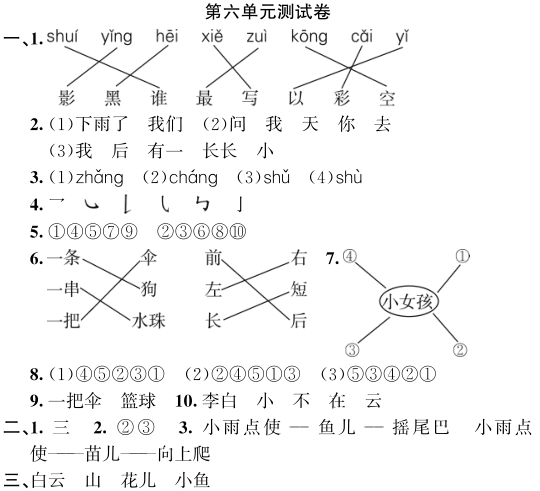 第六单元测试卷
一、1. shuí yǐng hēi xiě zuì kōng cǎi yǐ
影 黑 谁 最 写 以 彩 空
2. (1)下雨了 我们 (2)问 我 天 你 去
(3)我 后 有一 长长 小
3. (1)zhǎng (2)cháng (3)shǔ (4)shù
4. 乛 ㇃ ㇙ ㇂ ㄣ 亅
5. ①④⑤⑦⑨ ②③⑥⑧⑩
6. 一条 伞 前 右 7. ④ ①
一串 狗 左 短 小女孩
一把 水珠 长 后 ③ ②
8. (1)④⑤②③① (2)②④⑤①③ (3)⑤③④②①
9. 一把伞 篮球 10. 李白 小 不 在 云
二、1. 三 2. ②③ 3. 小雨点使 — 鱼儿 — 摇尾巴 小雨点
使——苗儿——向上爬
三、白云 山 花儿 小鱼